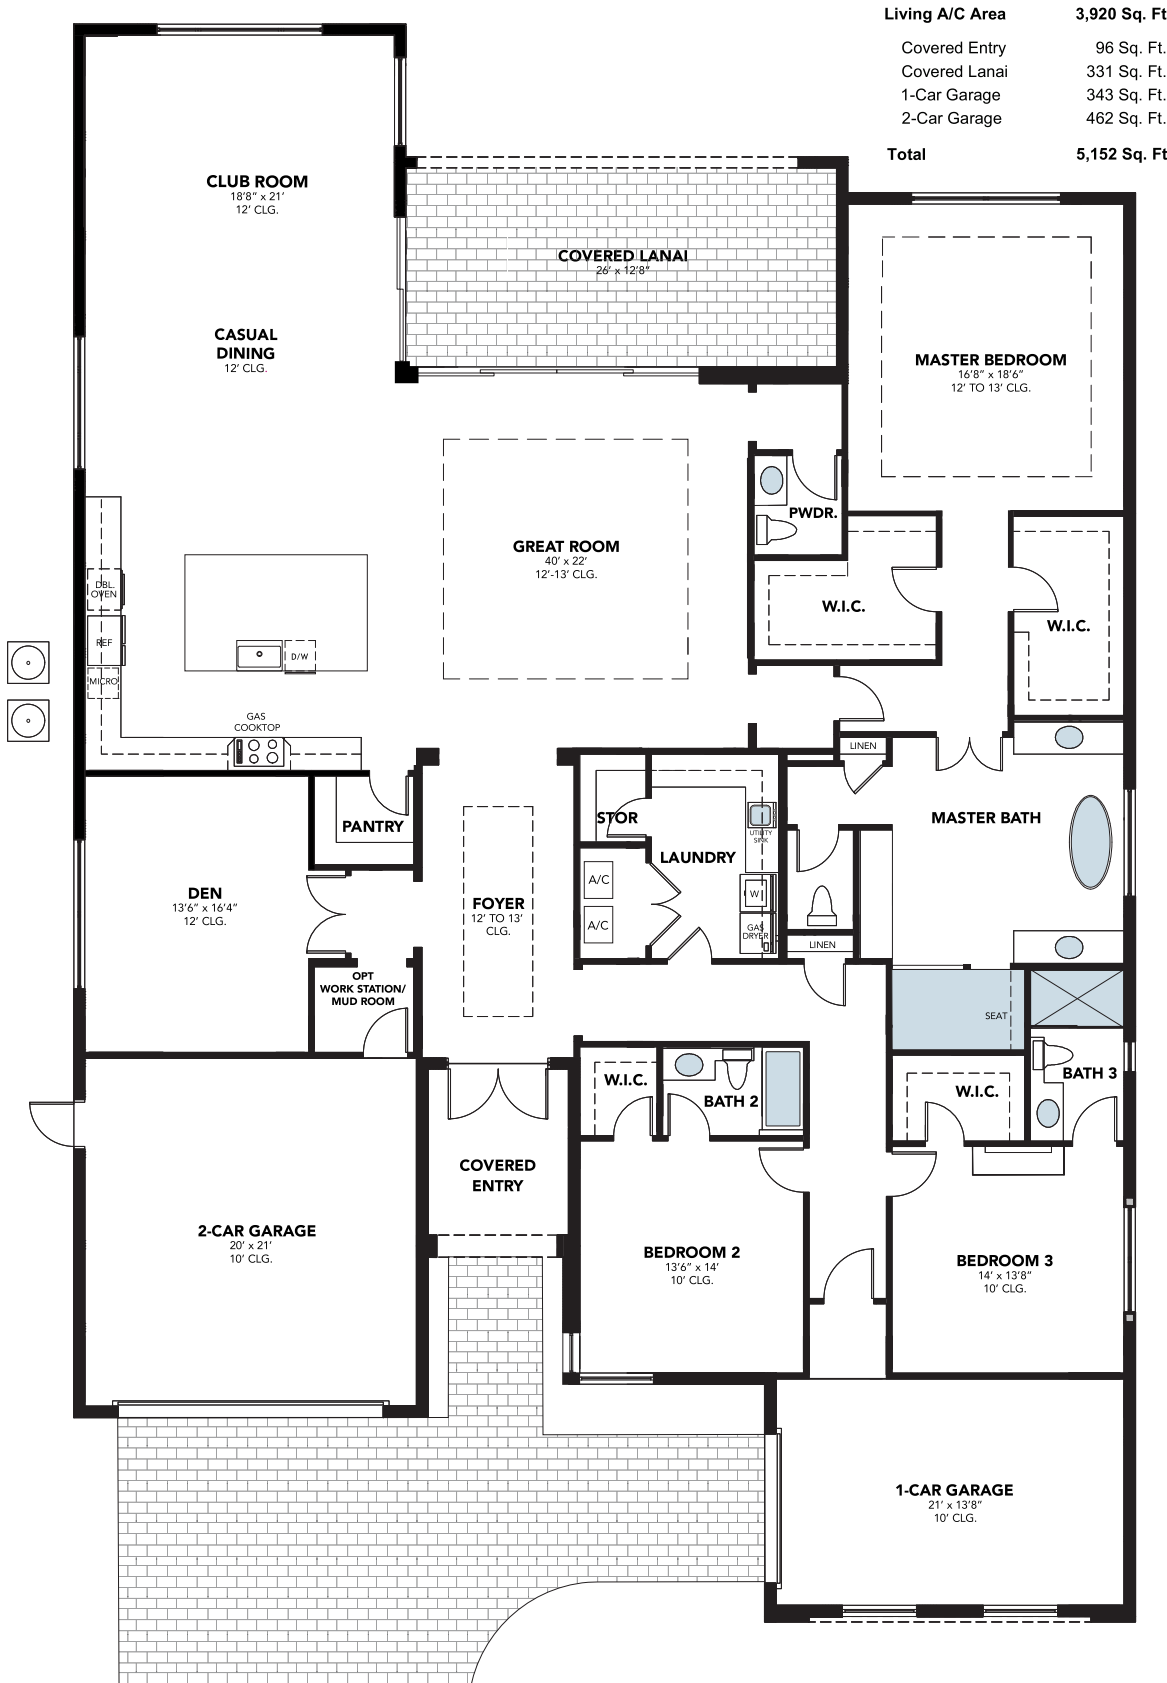 Living A/C Area 3,920 Sq. Ft
Covered Entry 96 Sq. Ft.
Covered Lanai 331 Sq. Ft.
1-Car Garage 343 Sq. Ft.
2-Car Garage 462 Sq. Ft.
Total 5,152 Sq. Ft
CLUB ROOM
18'8" x 21'
12' CLG.
COVERED LANAI
26' x 12'8"
CASUAL
DINING
12' CLG.
MASTER BEDROOM
16'8" x 18'6"
12' TO 13' CLG.
PWDR.
GREAT ROOM
40' x 22'
12'-13' CLG.
DBL.
OVEN
REF
MICRO
D/W
GAS
COOKTOP
W.I.C.
W.I.C.
LINEN
PANTRY
STOR
UTILITY
SINK
LAUNDRY
MASTER BATH
DEN
13'6" x 16'4"
12' CLG.
FOYER
12' TO 13'
CLG.
A/C
A/C
W
GAS
DRYER
LINEN
OPT
WORK STATION/
MUD ROOM
SEAT
W.I.C.
BATH 2
W.I.C.
BATH 3
COVERED
ENTRY
2-CAR GARAGE
20' x 21'
10' CLG.
BEDROOM 2
13'6" x 14'
10' CLG.
BEDROOM 3
14' x 13'8"
10' CLG.
1-CAR GARAGE
21' x 13'8"
10' CLG.